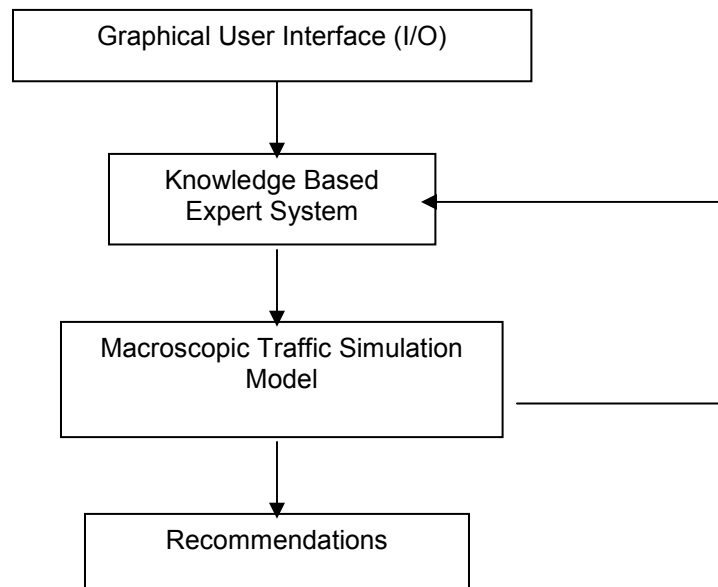 Graphical User Interface (I/O)
Knowledge Based
Expert System
Macroscopic Traffic Simulation
Model
Recommendations